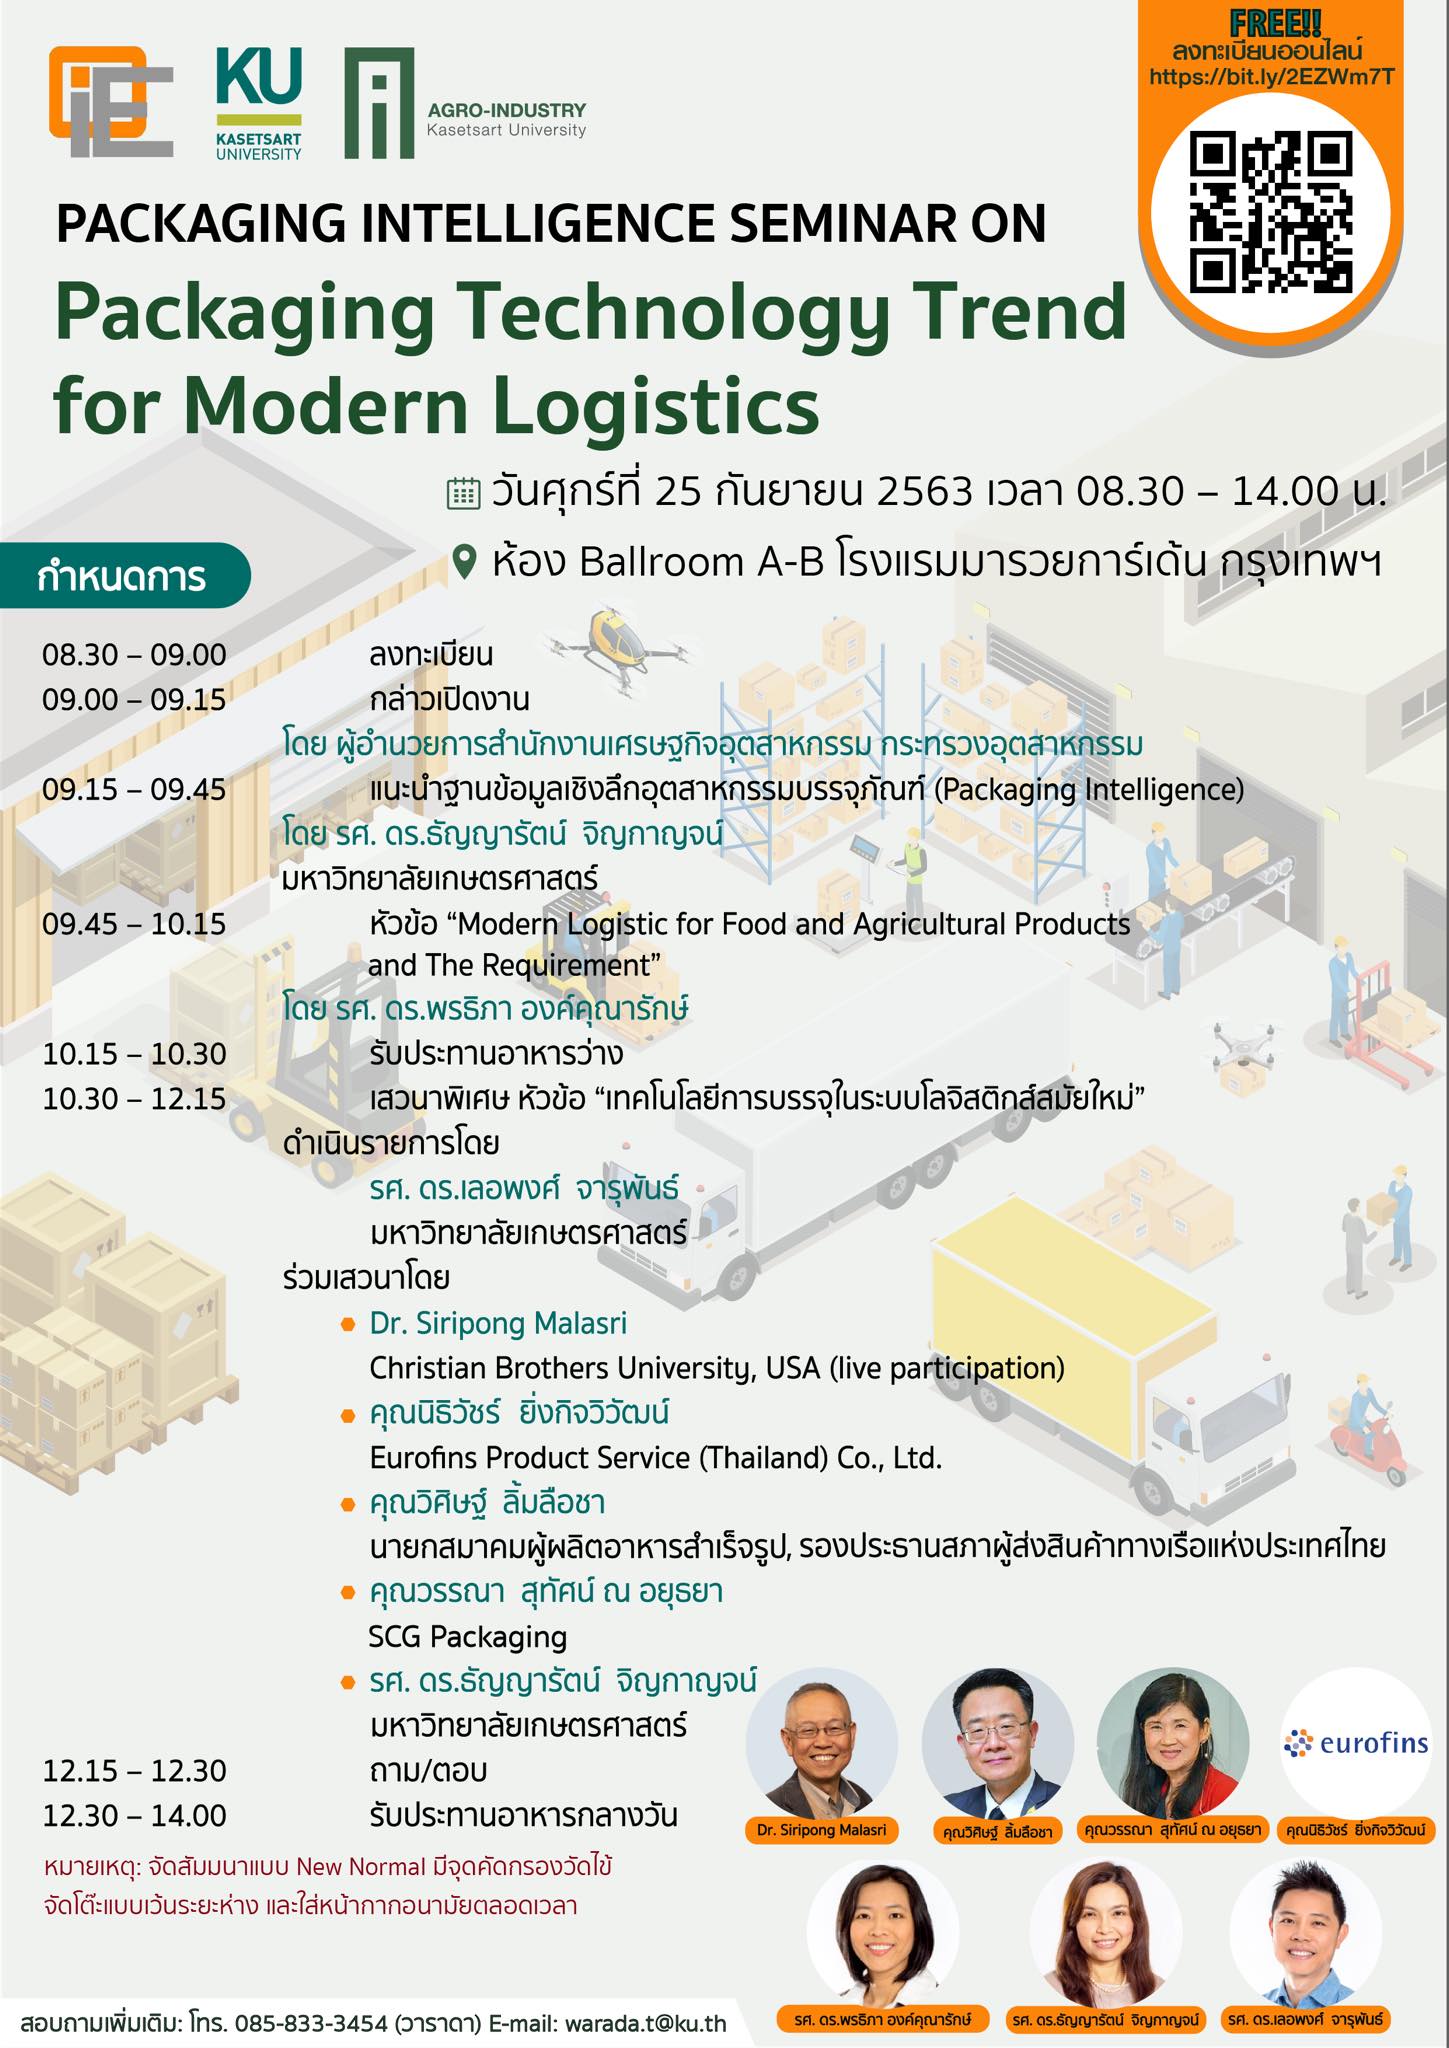 FREE!!
ลงทะเบียนออนไลน์
https://bit.ly/2EZWm7T
iE
KU
KASETSART
UNIVERSITY
AGRO-INDUSTRY
Kasetsart University
PACKAGING INTELLIGENCE SEMINAR ON
Packaging Technology Trend
for Modern Logistics
วันศุกร์ที่ 25 กันยายน 2563 เวลา 08.30 – 14.00 น.
ห้อง Ballroom A-B โรงแรมมารวยการ์เด้น กรุงเทพฯ
กำหนดการ
08.30 – 09.00 ลงทะเบียน
09.00 – 09.15 กล่าวเปิดงาน
โดย ผู้อำนวยการสำนักงานเศรษฐกิจอุตสาหกรรม กระทรวงอุตสาหกรรม
09.15 – 09.45 แนะนำฐานข้อมูลเชิงลึกอุตสาหกรรมบรรจุภัณฑ์ (Packaging Intelligence)
โดย รศ. ดร.ธัญญารัตน์ จิญกาญจน์
มหาวิทยาลัยเกษตรศาสตร์
09.45 – 10.15 หัวข้อ “Modern Logistic for Food and Agricultural Products
and The Requirement”
โดย รศ. ดร.พรธิภา องค์คุณารักษ์
10.15 – 10.30 รับประทานอาหารว่าง
10.30 – 12.15 เสวนาพิเศษ หัวข้อ “เทคโนโลยีการบรรจุในระบบโลจิสติกส์สมัยใหม่”
ดำเนินรายการโดย
รศ. ดร.เลอพงศ์ จารุพันธ์
มหาวิทยาลัยเกษตรศาสตร์
ร่วมเสวนาโดย
Dr. Siripong Malasri
Christian Brothers University, USA (live participation)
คุณนิธิวัชร์ ยิ่งกิจวิวัฒน์
Eurofins Product Service (Thailand) Co., Ltd.
คุณวิศิษฐ์ ลิ้มลือชา
นายกสมาคมผู้ผลิตอาหารสำเร็จรูป, รองประธานสภาผู้ส่งสินค้าทางเรือแห่งประเทศไทย
คุณวรรณา สุทัศน์ ณ อยุธยา
SCG Packaging
รศ. ดร.ธัญญารัตน์ จิญกาญจน์
มหาวิทยาลัยเกษตรศาสตร์
12.15 – 12.30 ถาม/ตอบ
12.30 – 14.00 รับประทานอาหารกลางวัน
หมายเหตุ: จัดสัมมนาแบบ New Normal มีจุดคัดกรองวัดไข้
จัดโต๊ะแบบเว้นระยะห่าง และใส่หน้ากากอนามัยตลอดเวลา
eurofins
Dr. Siripong Malasri คุณวิศิษฐ์ ลิ้มลือชา คุณวรรณา สุทัศน์ ณ อยุธยา คุณนิธิวัชร์ ยิ่งกิจวิวัฒน์
รศ. ดร.พรธิภา องค์คุณารักษ์ รศ. ดร.ธัญญารัตน์ จิญกาญจน์ รศ. ดร.เลอพงศ์ จารุพันธ์
สอบถามเพิ่มเติม: โทร. 085-833-3454 (วาราดา) E-mail: warada.t@ku.th